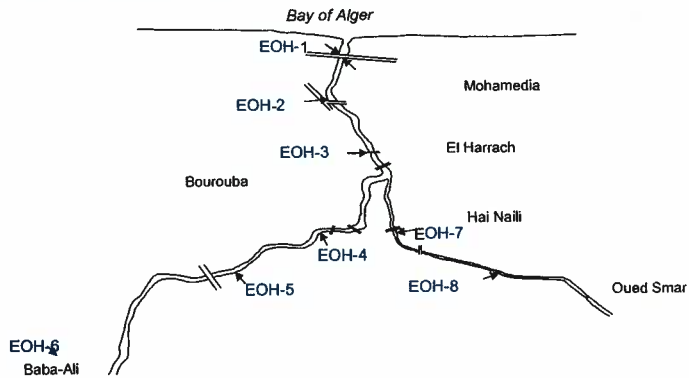 Bay of Alger
EOH-1
Mohamedia
EOH-2
El Harrach
EOH-3
Bourouba
Hai Naili
EOH-7
EOH-4
EOH-8
EOH-5
Oued Smar
EOH-6
Baba-Ali